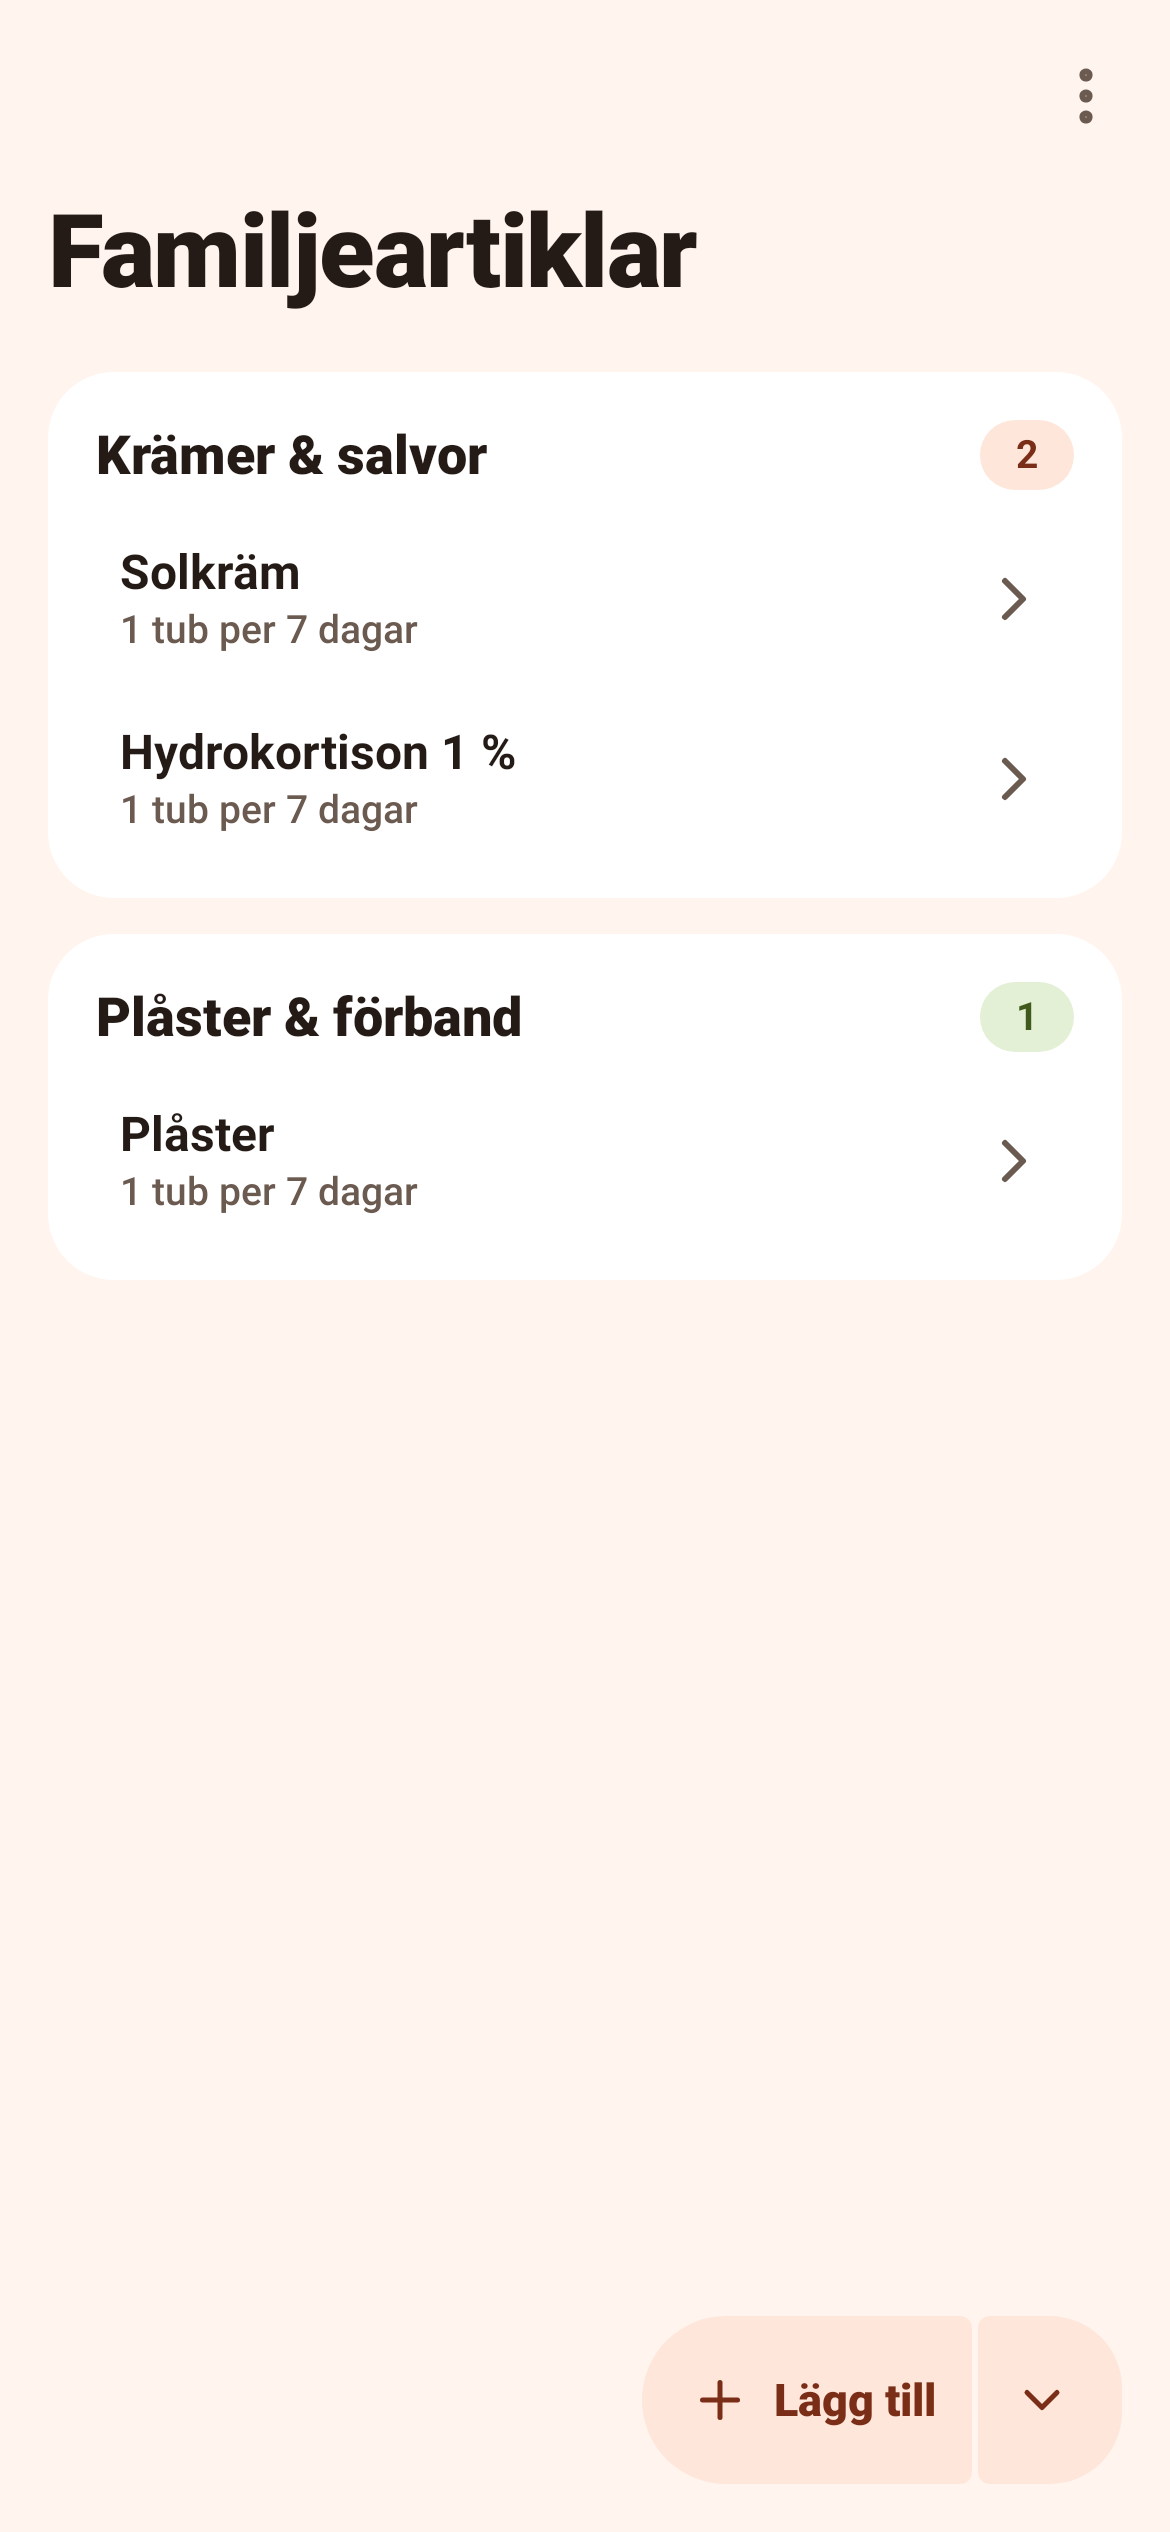 Familjeartiklar
Krämer & salvor
2
Solkräm
1 tub per 7 dagar
Hydrokortison 1 %
1 tub per 7 dagar
Plåster & förband
1
Plåster
1 tub per 7 dagar
Lägg till